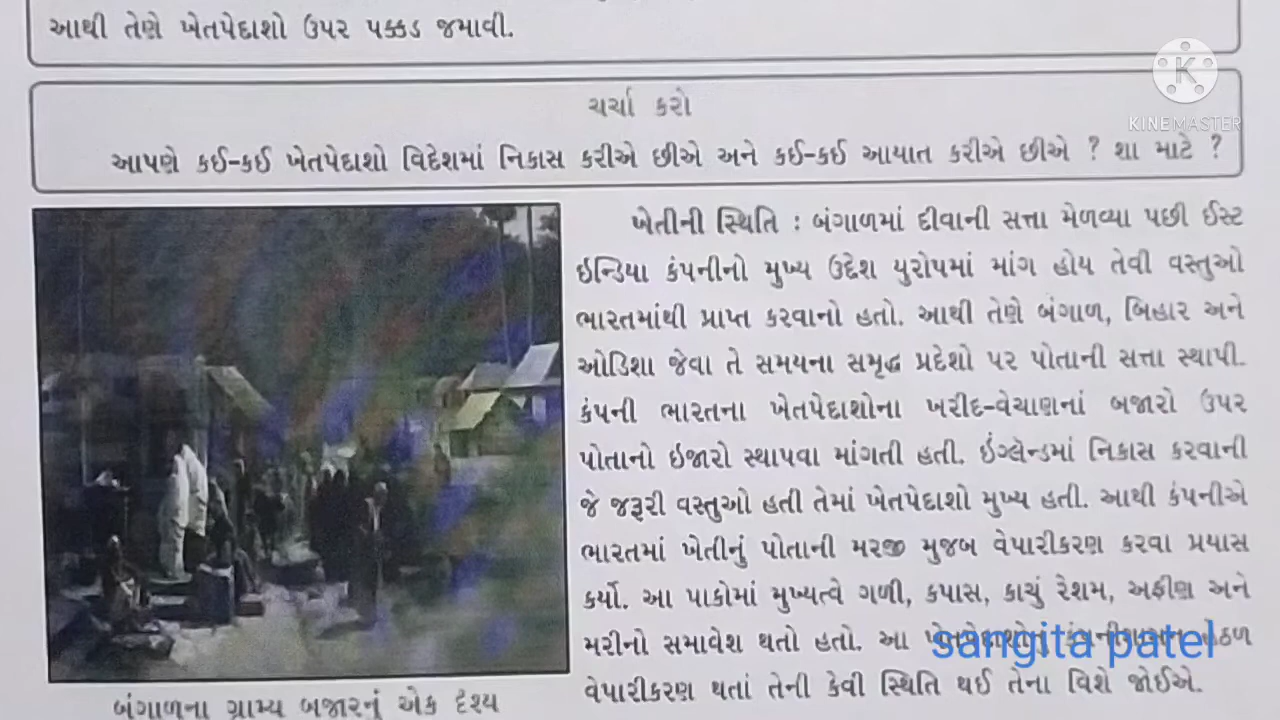 આથી તેણે ખેતપેદાશો ઉપર પક્કડ જમાવી.
KINEMASTER
ચર્ચા કરો
આપણે કઈ-કઈ ખેતપેદાશો વિદેશમાં નિકાસ કરીએ છીએ અને કઈ-કઈ આયાત કરીએ છીએ ? શા માટે ?
ખેતીની સ્થિતિ : બંગાળમાં દીવાની સત્તા મેળવ્યા પછી ઈસ્ટ
ઇન્ડિયા કંપનીનો મુખ્ય ઉદ્દેશ યુરોપમાં માંગ હોય તેવી વસ્તુઓ
ભારતમાંથી પ્રાપ્ત કરવાનો હતો. આથી તેણે બંગાળ, બિહાર અને
ઓડિશા જેવા તે સમયના સમૃદ્ધ પ્રદેશો પર પોતાની સત્તા સ્થાપી.
કંપની ભારતના ખેતપેદાશોના ખરીદ-વેચાણનાં બજારો ઉપર
પોતાનો ઇજારો સ્થાપવા માંગતી હતી. ઇંગ્લેન્ડમાં નિકાસ કરવાની
જે જરૂરી વસ્તુઓ હતી તેમાં ખેતપેદાશો મુખ્ય હતી. આથી કંપનીએ
ભારતમાં ખેતીનું પોતાની મરજી મુજબ વેપારીકરણ કરવા પ્રયાસ
કર્યો. આ પાકોમાં મુખ્યત્વે ગળી, કપાસ, કાચું રેશમ, અફીણ અને
મરીનો સમાવેશ થતો હતો. આ
sangita patel
વેપારીકરણ થતાં તેની કેવી સ્થિતિ થઈ તેના વિશે જોઈએ.
બંગાળના ગ્રામ્ય બજારનું એક દૃશ્ય